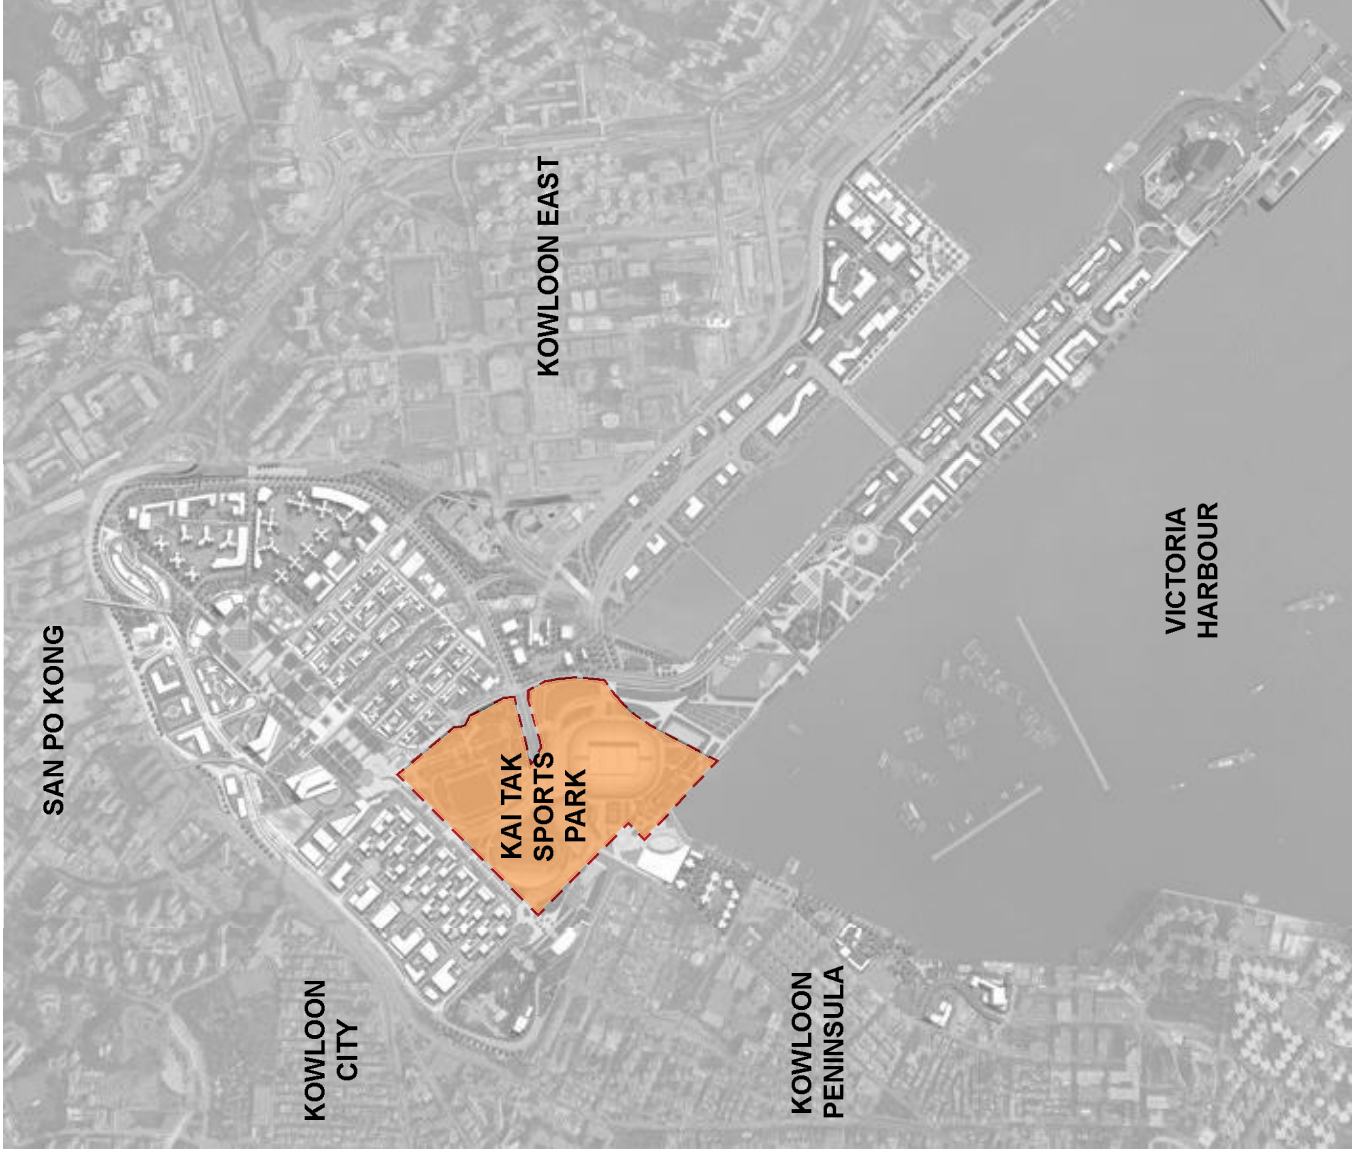 SAN PO KONG
KOWLOON
CITY
KOWLOON EAST
KAI TAK
SPORTS
PARK
KOWLOON
PENINSULA
VICTORIA
HARBOUR